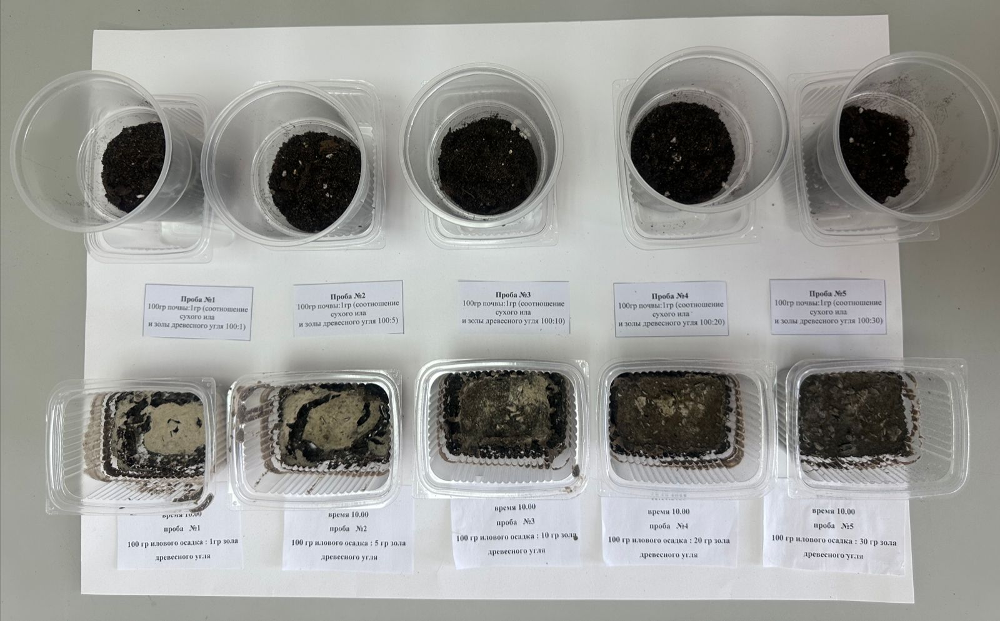 Проба №1
100гр почвы:1гр (соотношение
сухого ила
и золы древесного угля 100:1)
Проба №2
100гр почвы:1гр (соотношение
сухого ила
и золы древесного угля 100:5)
Проба №3
100гр почвы:1гр (соотношение
сухого ила
и золы древесного угля 100:10)
Проба №4
100гр почвы:1гр (соотношение
сухого ила
и золы древесного угля 100:20)
Проба №5
100гр почвы:1гр (соотношение
сухого ила
и золы древесного угля 100:30)
время 10.00
проба №1
100 гр илового осадка : 1гр зола
древесного угля
время 10.00
проба №2
100 гр илового осадка : 5 гр зола
древесного угля
время 10.00
проба №3
100 гр илового осадка : 10 гр зола
древесного угля
время 10.00
проба №4
100 гр илового осадка : 20 гр зола
древесного угля
время 10.00
проба №5
100 гр илового осадка : 30 гр зола
древесного угля